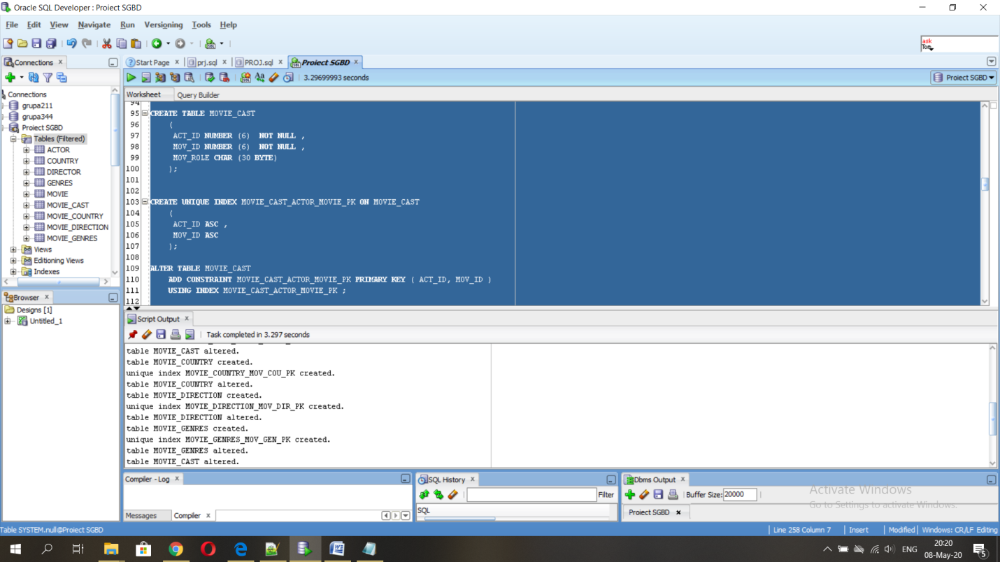 Oracle SQL Developer : Proiect SGBD
File Edit View Navigate Run Versioning Tools Help
ask
Tom
Connections
Start Page
prj.sql
PROJ.sql
Proiect SGBD
3.29699993 seconds
Proiect SGBD
Worksheet
Query Builder
Connections
grupa211
grupa344
Proiect SGBD
Tables (Filtered)
ACTOR
COUNTRY
DIRECTOR
GENRES
MOVIE
MOVIE_CAST
MOVIE_COUNTRY
MOVIE_DIRECTION
MOVIE_GENRES
Views
Editioning Views
Indexes
Browser
Designs [1]
Untitled_1
94
95 CREATE TABLE MOVIE_CAST
96 (
97 ACT_ID NUMBER (6) NOT NULL ,
98 MOV_ID NUMBER (6) NOT NULL ,
99 MOV_ROLE CHAR (30 BYTE)
100 );
101
102
103 CREATE UNIQUE INDEX MOVIE_CAST_ACTOR_MOVIE_PK ON MOVIE_CAST
104 (
105 ACT_ID ASC ,
106 MOV_ID ASC
107 );
108
109 ALTER TABLE MOVIE_CAST
110 ADD CONSTRAINT MOVIE_CAST_ACTOR_MOVIE_PK PRIMARY KEY ( ACT_ID, MOV_ID )
111 USING INDEX MOVIE_CAST_ACTOR_MOVIE_PK ;
112
Script Output
Task completed in 3.297 seconds
table MOVIE_CAST altered.
table MOVIE_COUNTRY created.
unique index MOVIE_COUNTRY_MOV_COU_PK created.
table MOVIE_COUNTRY altered.
table MOVIE_DIRECTION created.
unique index MOVIE_DIRECTION_MOV_DIR_PK created.
table MOVIE_DIRECTION altered.
table MOVIE_GENRES created.
unique index MOVIE_GENRES_MOV_GEN_PK created.
table MOVIE_GENRES altered.
table MOVIE_CAST altered.
Compiler - Log
Messages
Compiler
SQL History
Filter
SQL
Dbms Output
Buffer Size: 20000
Proiect SGBD
Activate Windows
Go to Settings to activate Windows.
Table SYSTEM.null@Proiect SGBD
Line 258 Column 7
Insert
Modified
Windows: CR/LF
Editing
ENG
20:20
08-May-20
5